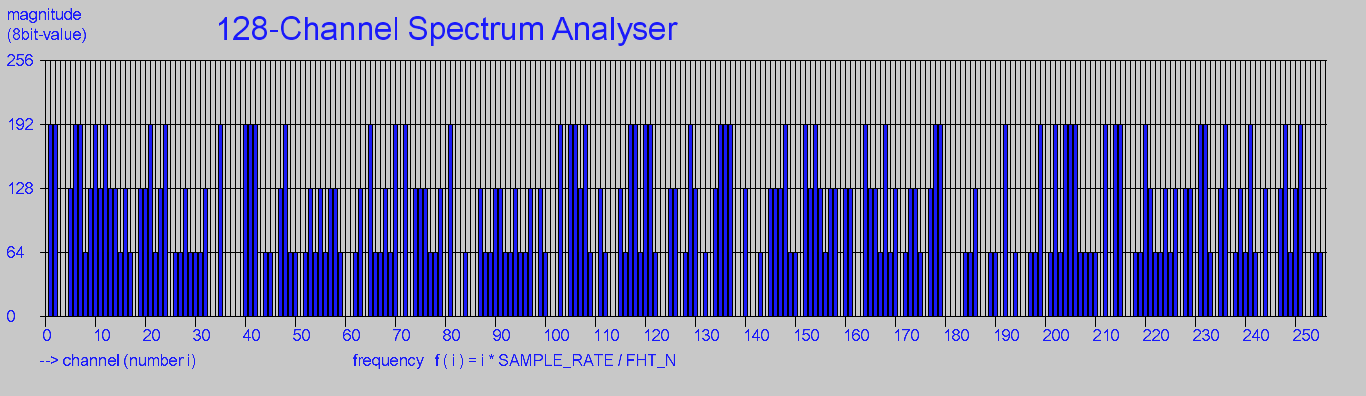 magnitude
(8bit-value)
128-Channel Spectrum Analyser
256
192
128
64
0
0 10 20 30 40 50 60 70 80 90 100 110 120 130 140 150 160 170 180 190 200 210 220 230 240 250
--> channel (number i) frequency f ( i ) = i * SAMPLE_RATE / FHT_N